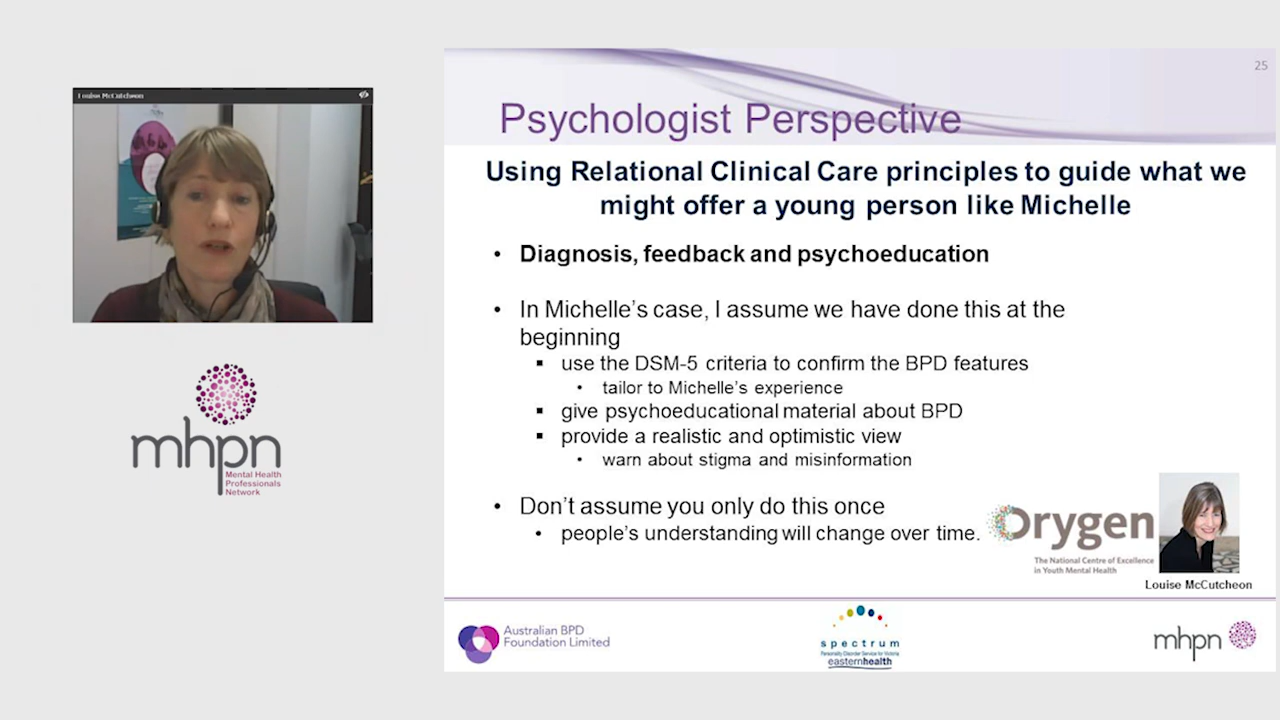 Louise McCutcheon
mhpn
Mental Health
Professionals
Network
25
Psychologist Perspective
Using Relational Clinical Care principles to guide what we
might offer a young person like Michelle
• Diagnosis, feedback and psychoeducation
• In Michelle's case, I assume we have done this at the
beginning
▪ use the DSM-5 criteria to confirm the BPD features
• tailor to Michelle's experience
▪ give psychoeducational material about BPD
▪ provide a realistic and optimistic view
• warn about stigma and misinformation
• Don't assume you only do this once
• people's understanding will change over time.
Orygen
The National Centre of Excellence
in Youth Mental Health
Louise McCutcheon
Australian BPD
Foundation Limited
spectrum
Personality Disorder Service for Victoria
easternhealth
mhpn